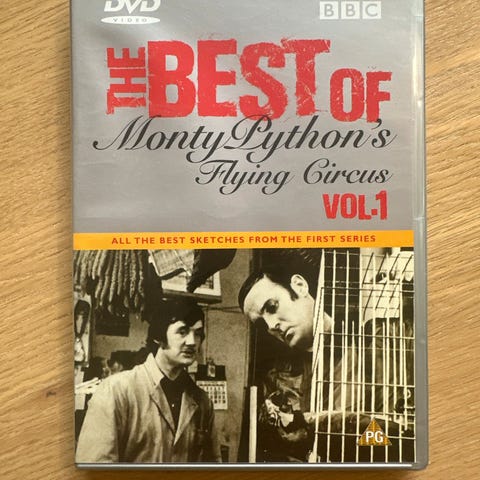 DVD
VIDEO
BBC
THE BEST OF
Monty Python's
Flying Circus
VOL.1
ALL THE BEST SKETCHES FROM THE FIRST SERIES
PG